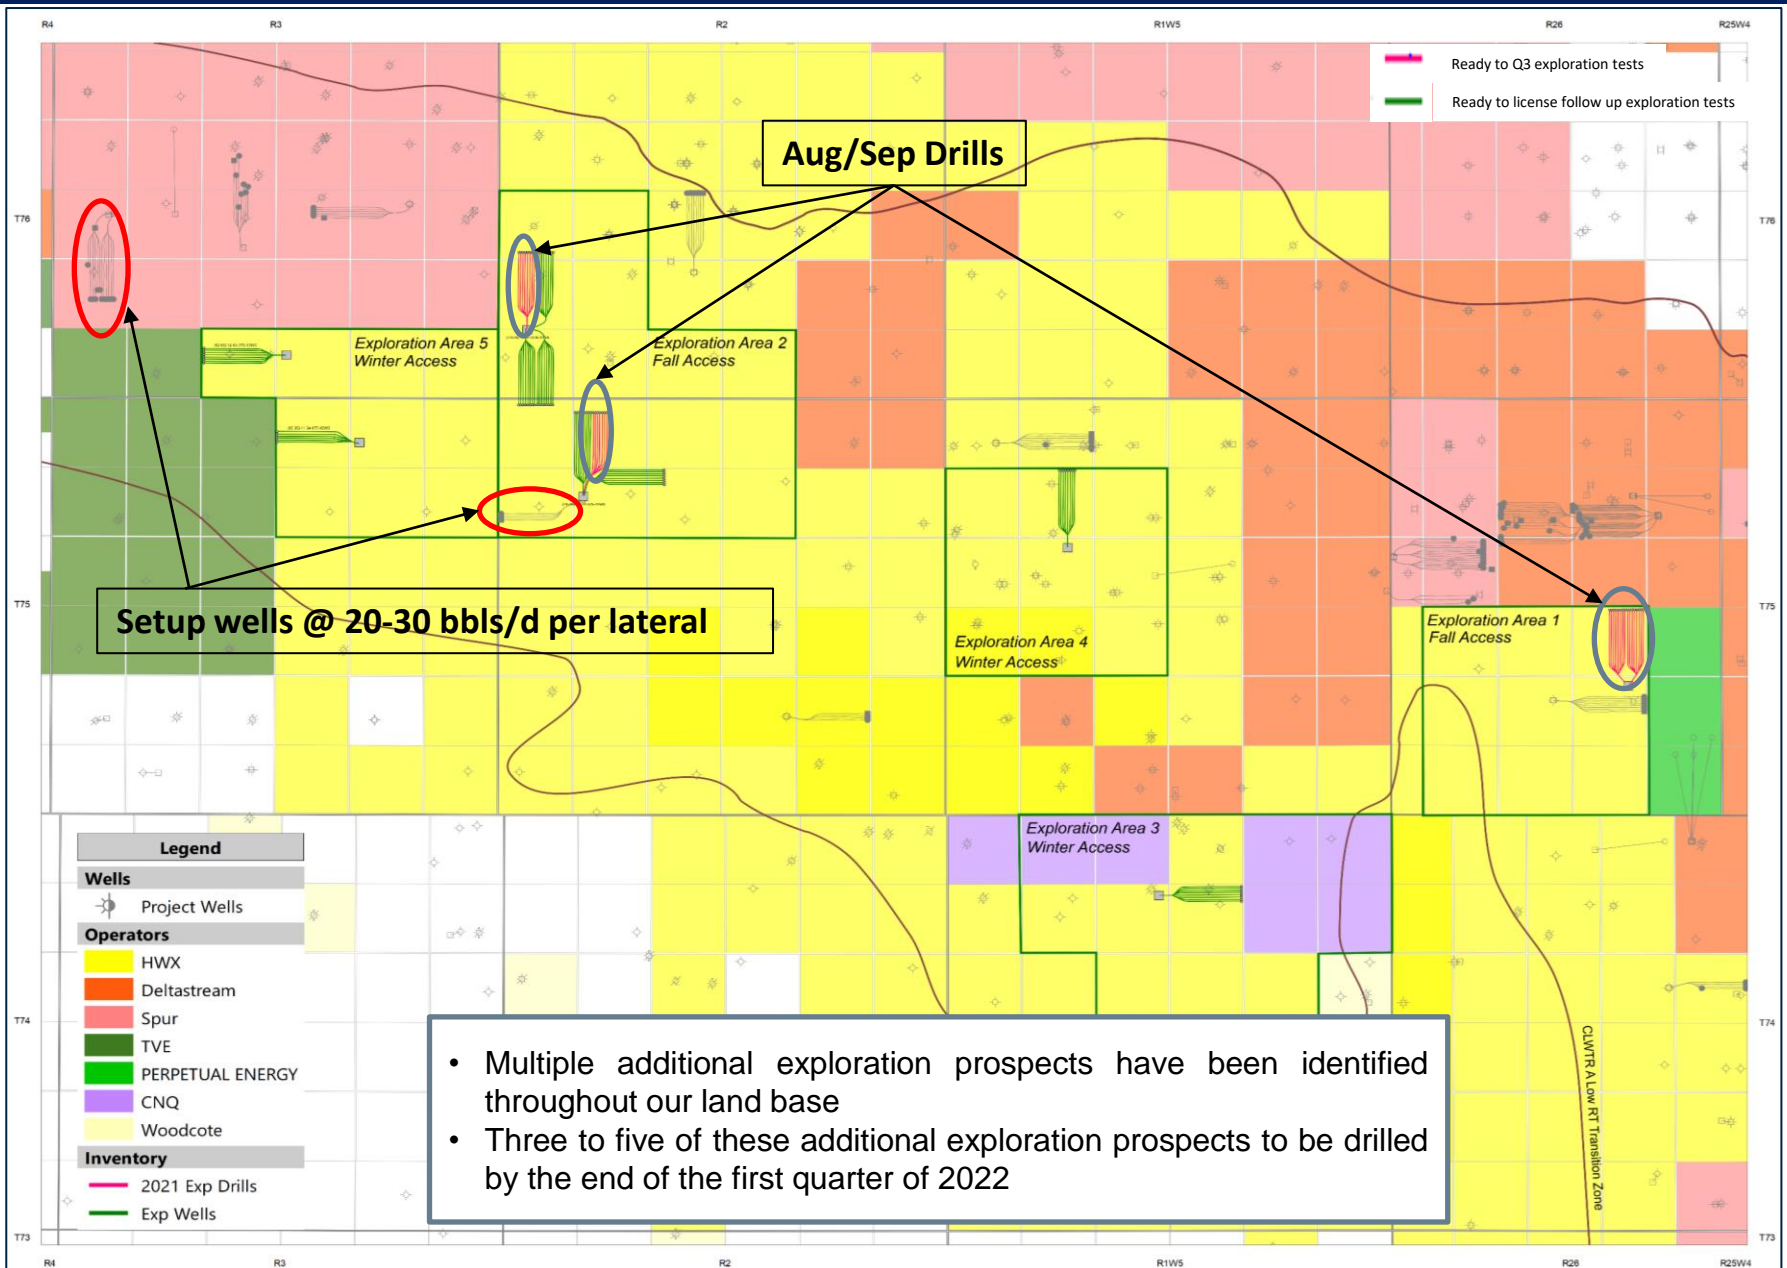 R4 R3 R2 R1W5 R26 R25W4
Ready to Q3 exploration tests
Ready to license follow up exploration tests
Aug/Sep Drills
T76 T76
Exploration Area 5
Winter Access
Exploration Area 2
Fall Access
T75 T75
Setup wells @ 20-30 bbls/d per lateral
Exploration Area 4
Winter Access
Exploration Area 1
Fall Access
Exploration Area 3
Winter Access
Legend
Wells
Project Wells
Operators
HWX
Deltastream
Spur
TVE
PERPETUAL ENERGY
CNQ
Woodcote
Inventory
2021 Exp Drills
Exp Wells
T74 T74
CLWTR A Low RT Transition Zone
• Multiple additional exploration prospects have been identified
throughout our land base
• Three to five of these additional exploration prospects to be drilled
by the end of the first quarter of 2022
T73 T73
R4 R3 R2 R1W5 R26 R25W4